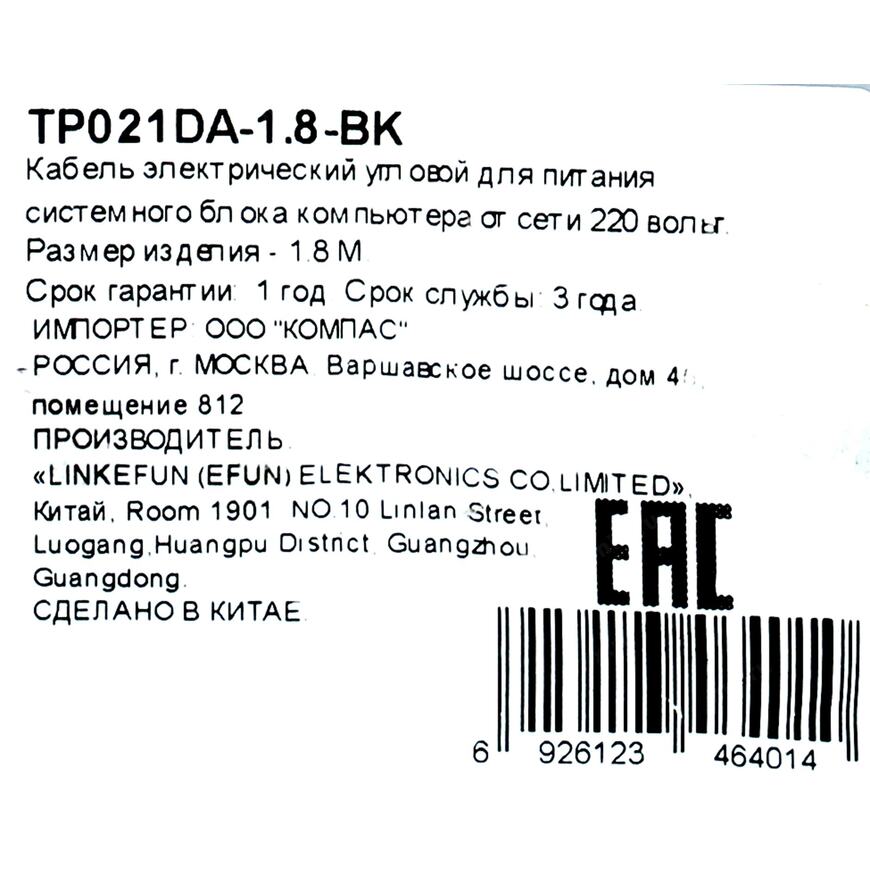 TP021DA-1.8-BK
Кабель электрический угловой для питания
системного блока компьютера от сети 220 вольт.
Размер изделия - 1.8 М
Срок гарантии: 1 год Срок службы: 3 года
ИМПОРТЕР: ООО "КОМПАС"
РОССИЯ, г. МОСКВА Варшавское шоссе, дом
помещение 812
ПРОИЗВОДИТЕЛЬ:
«LINKEFUN (EFUN) ELEKTRONICS CO.LIMITED»,
Китай, Room 1901 NO.10 Linlan Street,
Luogang,Huangpu District, Guangzhou,
Guangdong.
СДЕЛАНО В КИТАЕ
EAC
6 926123 464014